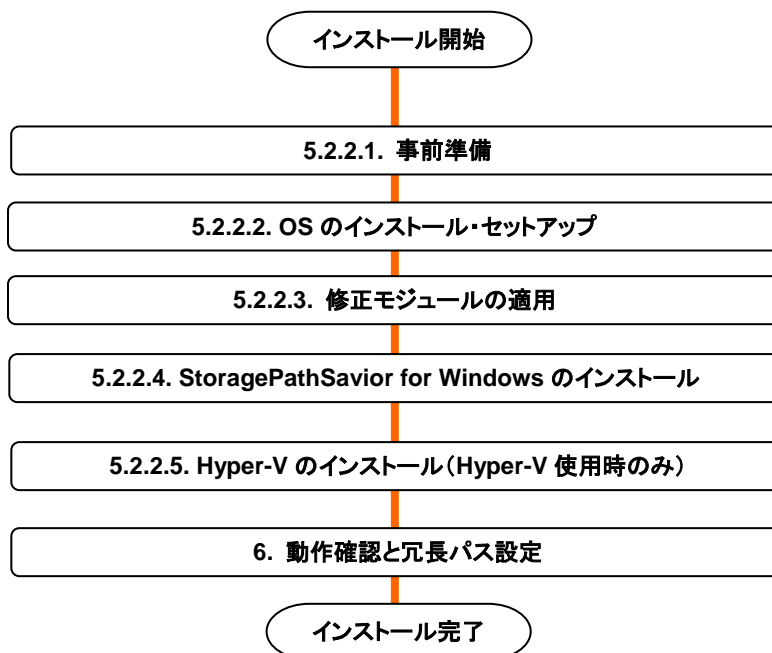 インストール開始
5.2.2.1. 事前準備
5.2.2.2. OS のインストール・セットアップ
5.2.2.3. 修正モジュールの適用
5.2.2.4. StoragePathSavior for Windows のインストール
5.2.2.5. Hyper-V のインストール（Hyper-V 使用時のみ）
6. 動作確認と冗長パス設定
インストール完了